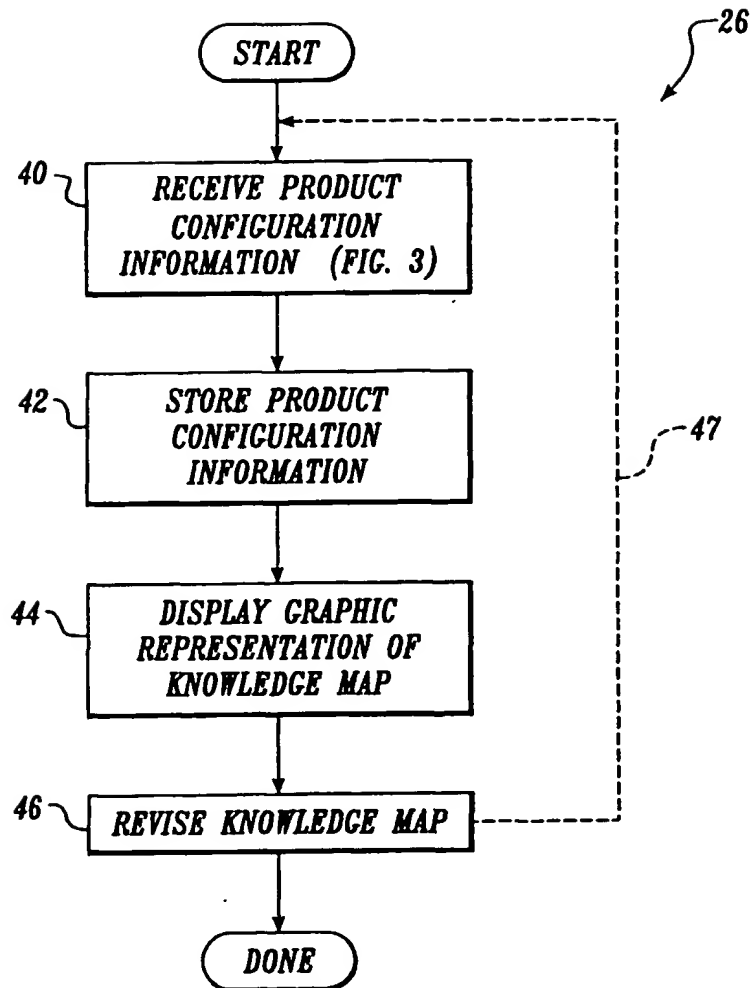 26
START
40
RECEIVE PRODUCT
CONFIGURATION
INFORMATION (FIG. 3)
42
STORE PRODUCT
CONFIGURATION
INFORMATION
47
44
DISPLAY GRAPHIC
REPRESENTATION OF
KNOWLEDGE MAP
46
REVISE KNOWLEDGE MAP
DONE